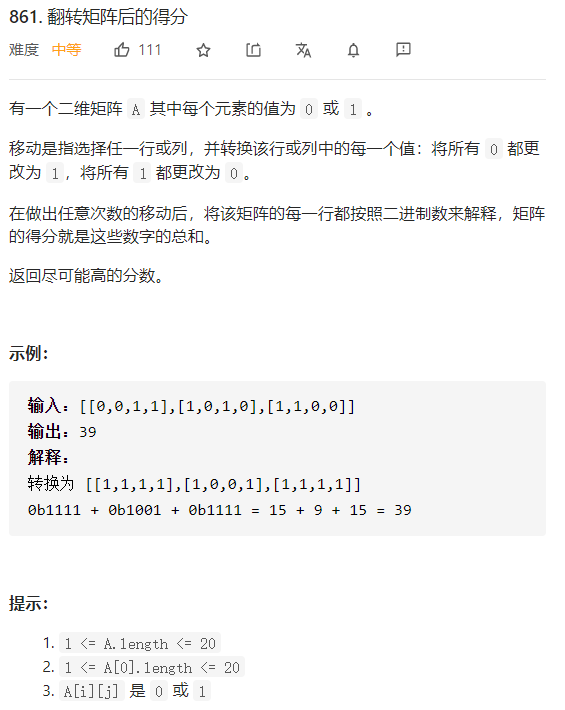 861. 翻转矩阵后的得分
难度 中等 111
有一个二维矩阵 A 其中每个元素的值为 0 或 1 。
移动是指选择任一行或列，并转换该行或列中的每一个值：将所有 0 都更
改为 1，将所有 1 都更改为 0。
在做出任意次数的移动后，将该矩阵的每一行都按照二进制数来解释，矩阵
的得分就是这些数字的总和。
返回尽可能高的分数。
示例：
输入：[[0,0,1,1],[1,0,1,0],[1,1,0,0]]
输出：39
解释：
转换为 [[1,1,1,1],[1,0,0,1],[1,1,1,1]]
0b1111 + 0b1001 + 0b1111 = 15 + 9 + 15 = 39
提示：
1. 1 <= A.length <= 20
2. 1 <= A[0].length <= 20
3. A[i][j] 是 0 或 1